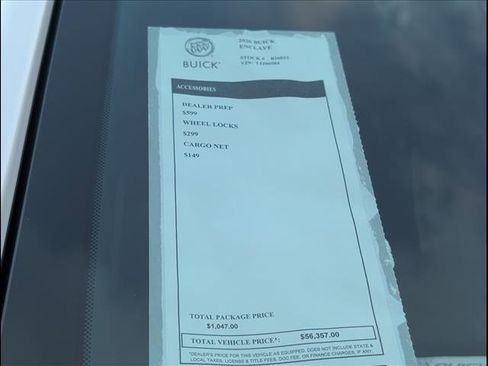 2026 BUICK
ENCLAVE
BUICK
ACCESSORIES
DEALER PREP
$599
WHEEL LOCKS
$299
CARGO NET
$149
TOTAL PACKAGE PRICE
$1,047.00
TOTAL VEHICLE PRICE*: $56,357.00
*DEALER'S PRICE FOR THIS VEHICLE AS EQUIPPED. DOES NOT INCLUDE STATE &
LOCAL TAXES, LICENSE & TITLE FEES, DOC FEE, OR FINANCE CHARGES, IF ANY.